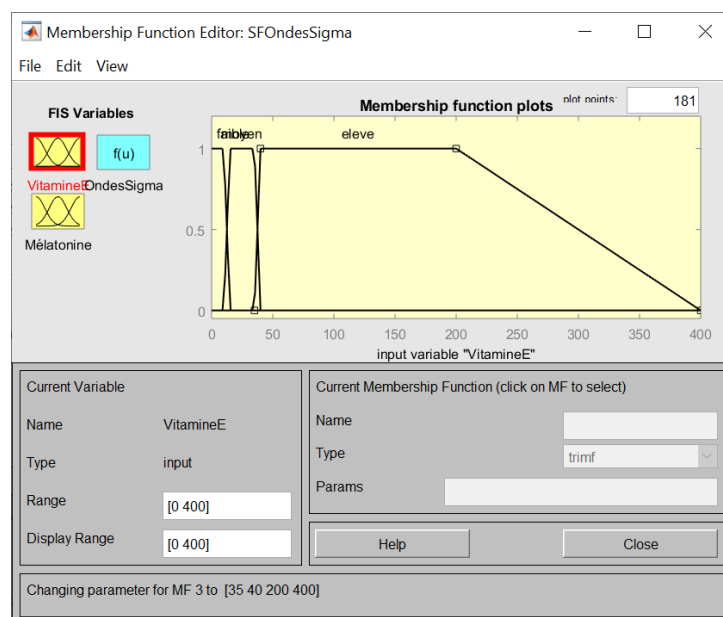 Membership Function Editor: SFOndesSigma
File Edit View
FIS Variables
f(u)
VitamineE
OndesSigma
Mélatonine
Membership function plots
plot points:
181
faible
moyen
eleve
1
0.5
0
0 50 100 150 200 250 300 350 400
input variable "VitamineE"
Current Variable
Name VitamineE
Type input
Range [0 400]
Display Range [0 400]
Current Membership Function (click on MF to select)
Name
Type trimf
Params
Help Close
Changing parameter for MF 3 to [35 40 200 400]